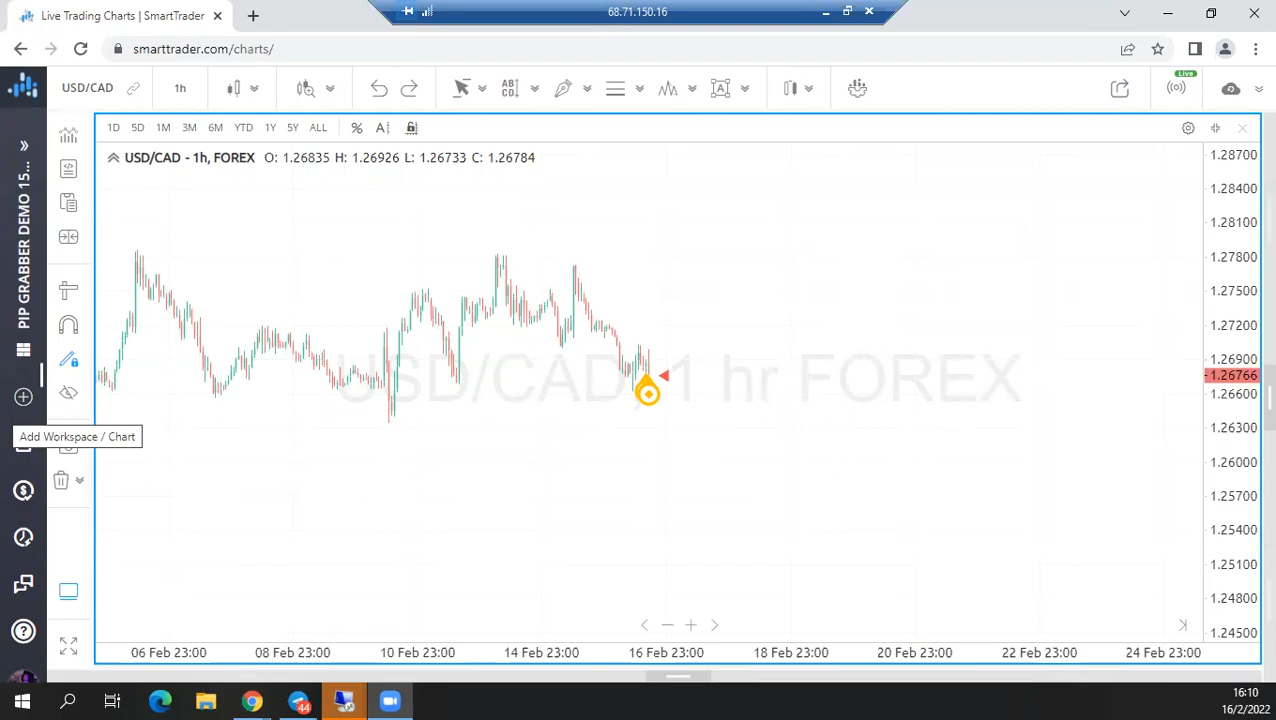 Live Trading Charts | SmartTrader
68.71.150.16
smarttrader.com/charts/
USD/CAD
1h
AB
CD
A
Live
1D 5D 1M 3M 6M YTD 1Y 5Y ALL % A
USD/CAD - 1h, FOREX O: 1.26835 H: 1.26926 L: 1.26733 C: 1.26784
PIP GRABBER DEMO 15...
USD/CAD, 1 hr FOREX
1.28700
1.28400
1.28100
1.27800
1.27500
1.27200
1.26900
1.26766
1.26600
1.26300
1.26000
1.25700
1.25400
1.25100
1.24800
1.24500
Add Workspace / Chart
06 Feb 23:00 08 Feb 23:00 10 Feb 23:00 14 Feb 23:00 16 Feb 23:00 18 Feb 23:00 20 Feb 23:00 22 Feb 23:00 24 Feb 23:00
44
16:10
16/2/2022